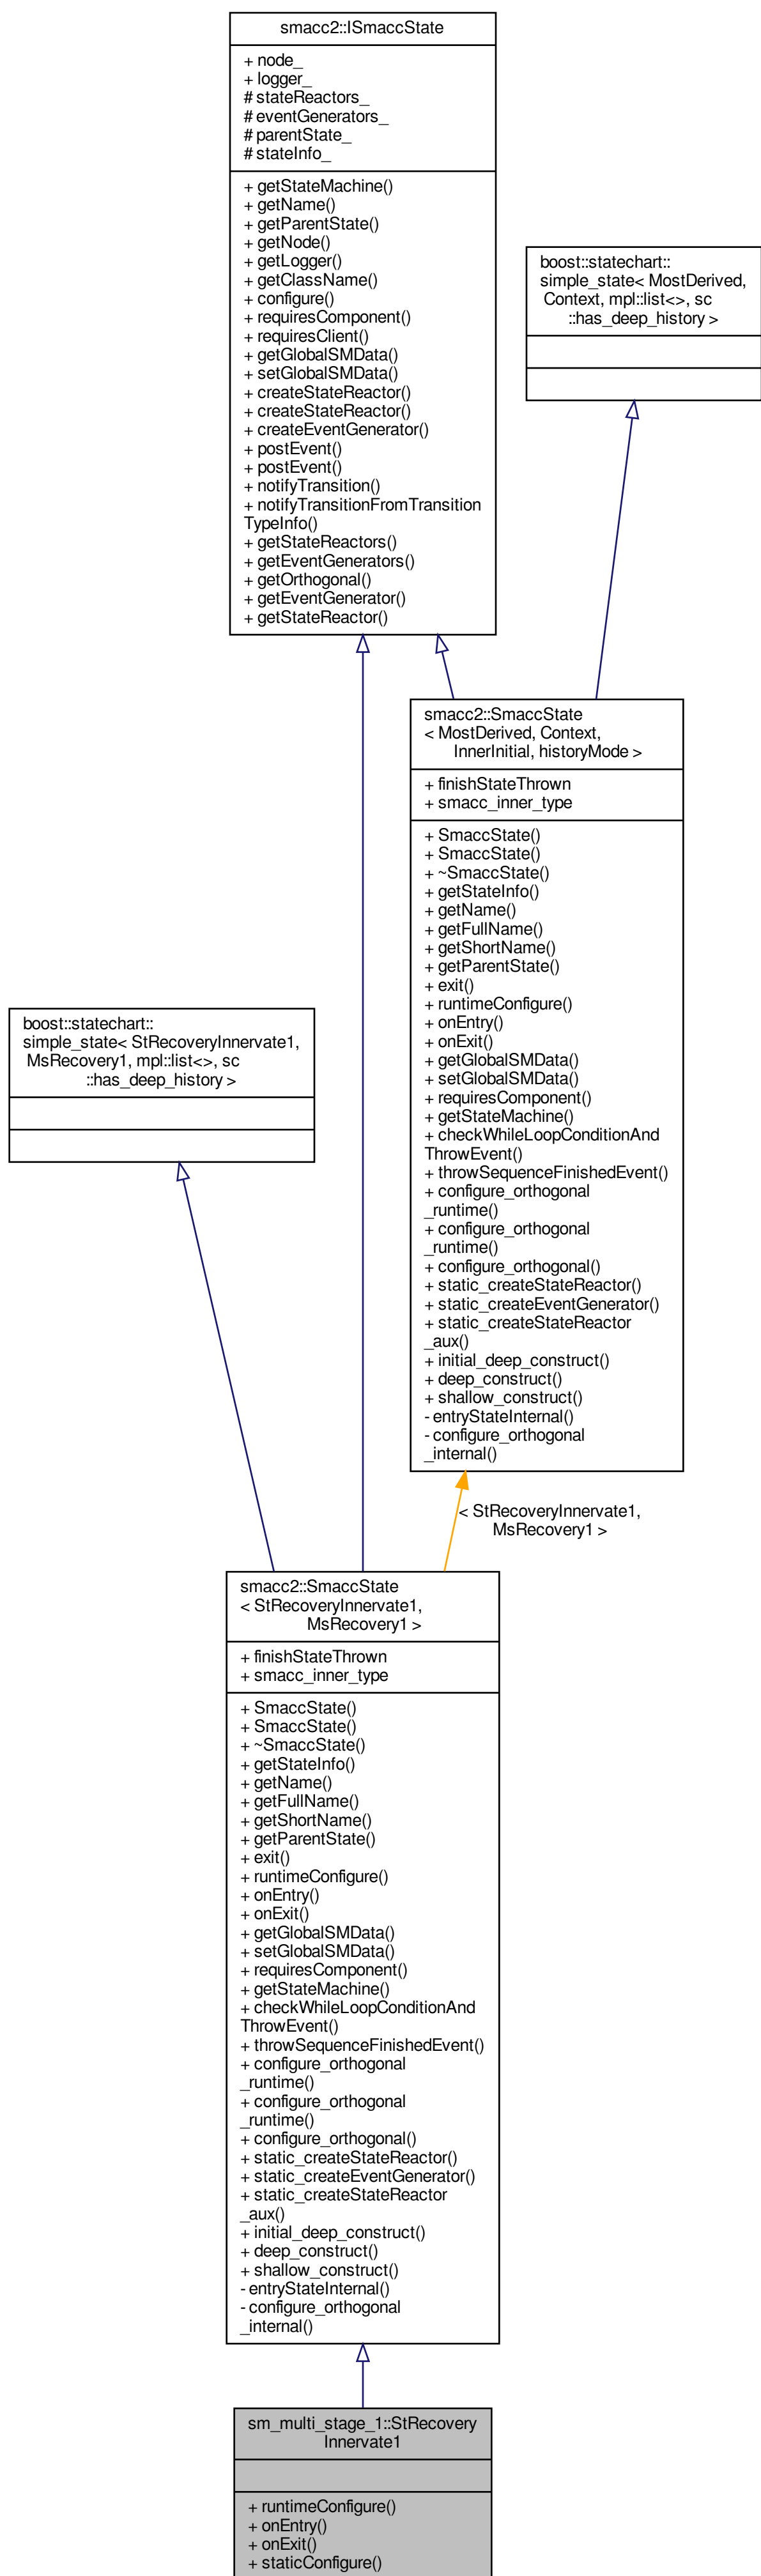 smacc2::ISmaccState
+ node_
+ logger_
# stateReactors_
# eventGenerators_
# parentState_
# stateInfo_
+ getStateMachine()
+ getName()
+ getParentState()
+ getNode()
+ getLogger()
+ getClassName()
+ configure()
+ requiresComponent()
+ requiresClient()
+ getGlobalSMData()
+ setGlobalSMData()
+ createStateReactor()
+ createStateReactor()
+ createEventGenerator()
+ postEvent()
+ postEvent()
+ notifyTransition()
+ notifyTransitionFromTransition
TypeInfo()
+ getStateReactors()
+ getEventGenerators()
+ getOrthogonal()
+ getEventGenerator()
+ getStateReactor()
boost::statechart::
simple_state< MostDerived,
Context, mpl::list<>, sc
::has_deep_history >
smacc2::SmaccState
< MostDerived, Context,
InnerInitial, historyMode >
+ finishStateThrown
+ smacc_inner_type
+ SmaccState()
+ SmaccState()
+ ~SmaccState()
+ getStateInfo()
+ getName()
+ getFullName()
+ getShortName()
+ getParentState()
+ exit()
+ runtimeConfigure()
+ onEntry()
+ onExit()
+ getGlobalSMData()
+ setGlobalSMData()
+ requiresComponent()
+ getStateMachine()
+ checkWhileLoopConditionAnd
ThrowEvent()
+ throwSequenceFinishedEvent()
+ configure_orthogonal
_runtime()
+ configure_orthogonal
_runtime()
+ configure_orthogonal()
+ static_createStateReactor()
+ static_createEventGenerator()
+ static_createStateReactor
_aux()
+ initial_deep_construct()
+ deep_construct()
+ shallow_construct()
- entryStateInternal()
- configure_orthogonal
_internal()
boost::statechart::
simple_state< StRecoveryInnervate1,
MsRecovery1, mpl::list<>, sc
::has_deep_history >
< StRecoveryInnervate1,
MsRecovery1 >
smacc2::SmaccState
< StRecoveryInnervate1,
MsRecovery1 >
+ finishStateThrown
+ smacc_inner_type
+ SmaccState()
+ SmaccState()
+ ~SmaccState()
+ getStateInfo()
+ getName()
+ getFullName()
+ getShortName()
+ getParentState()
+ exit()
+ runtimeConfigure()
+ onEntry()
+ onExit()
+ getGlobalSMData()
+ setGlobalSMData()
+ requiresComponent()
+ getStateMachine()
+ checkWhileLoopConditionAnd
ThrowEvent()
+ throwSequenceFinishedEvent()
+ configure_orthogonal
_runtime()
+ configure_orthogonal
_runtime()
+ configure_orthogonal()
+ static_createStateReactor()
+ static_createEventGenerator()
+ static_createStateReactor
_aux()
+ initial_deep_construct()
+ deep_construct()
+ shallow_construct()
- entryStateInternal()
- configure_orthogonal
_internal()
sm_multi_stage_1::StRecovery
Innervate1
+ runtimeConfigure()
+ onEntry()
+ onExit()
+ staticConfigure()